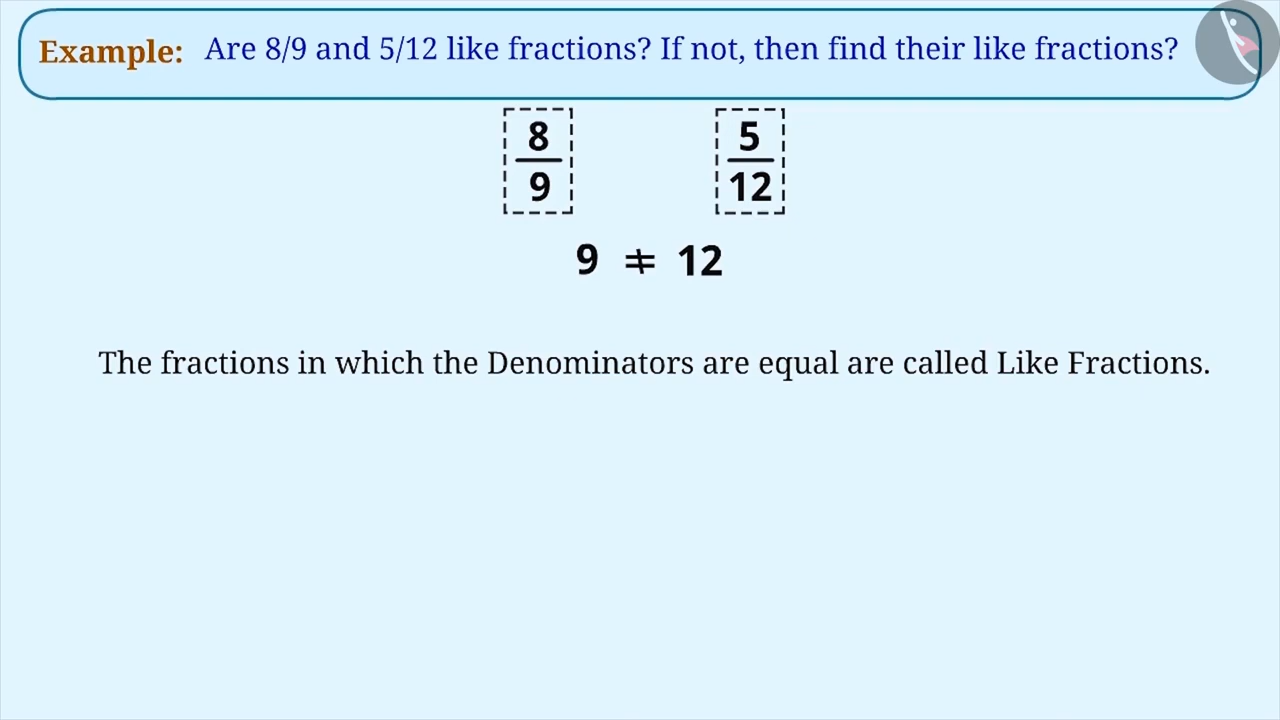 Example: Are 8/9 and 5/12 like fractions? If not, then find their like fractions?
8 5
9 12
9 ≠ 12
The fractions in which the Denominators are equal are called Like Fractions.